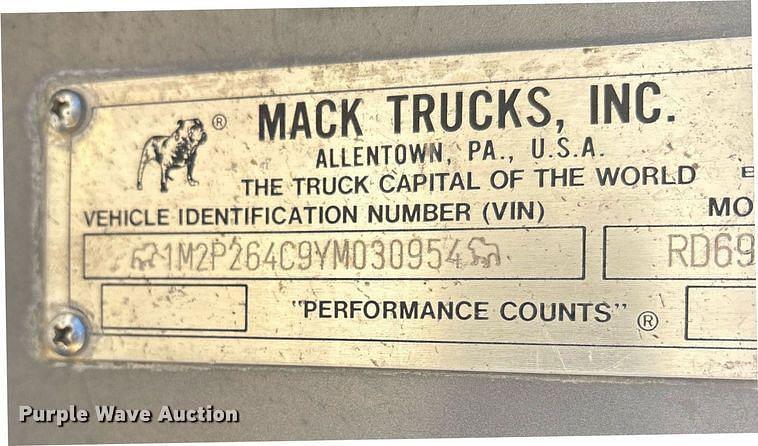 ® MACK TRUCKS, INC.
ALLENTOWN, PA., U.S.A.
THE TRUCK CAPITAL OF THE WORLD E
VEHICLE IDENTIFICATION NUMBER (VIN) MO
1M2P264C9YM030954 RD69
"PERFORMANCE COUNTS" ®
Purple Wave Auction